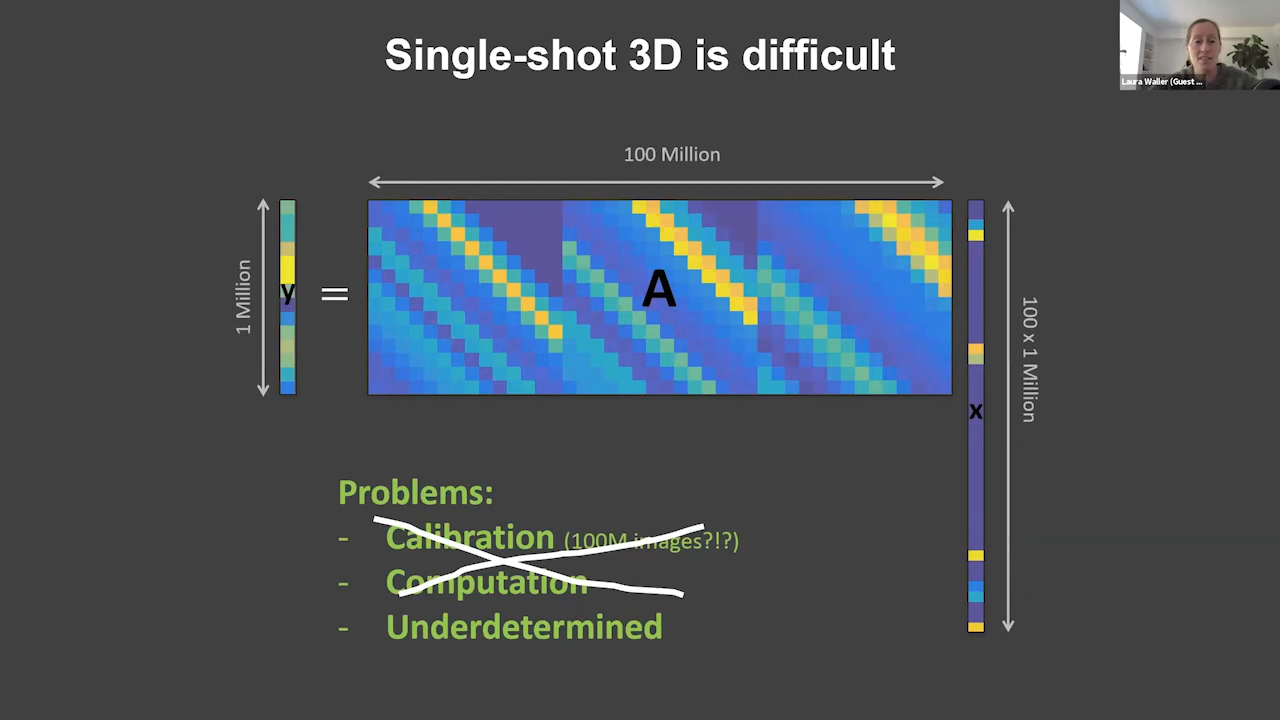 Single-shot 3D is difficult
Laura Waller (Guest ...
100 Million
1 Million
y
=
A
x
100 x 1 Million
Problems:
- Calibration (100M images?!?)
- Computation
- Underdetermined